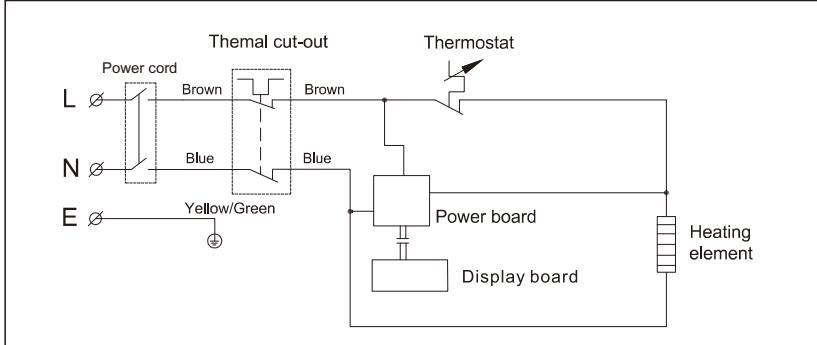 Themal cut-out
Thermostat
Power cord
L
Brown
Brown
N
Blue
Blue
E
Yellow/Green
Power board
Heating
element
Display board